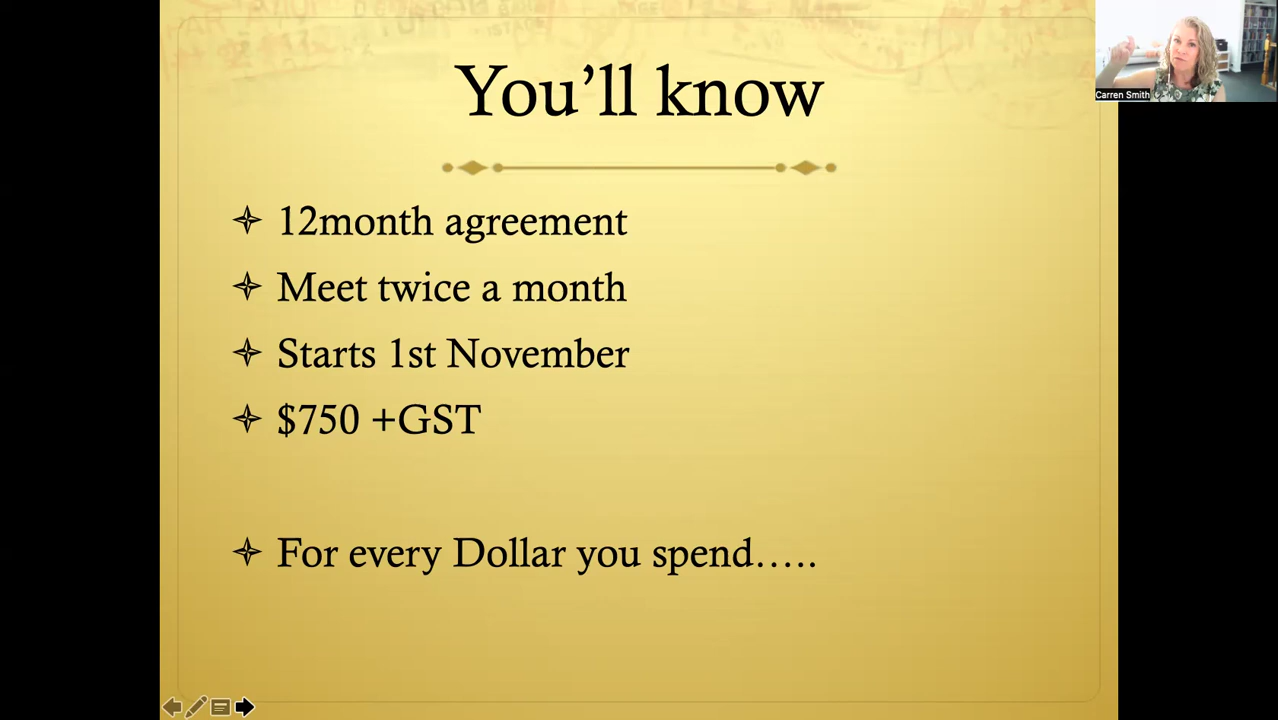 You’ll know
12month agreement
Meet twice a month
Starts 1st November
$750 +GST
For every Dollar you spend…..
Carren Smith